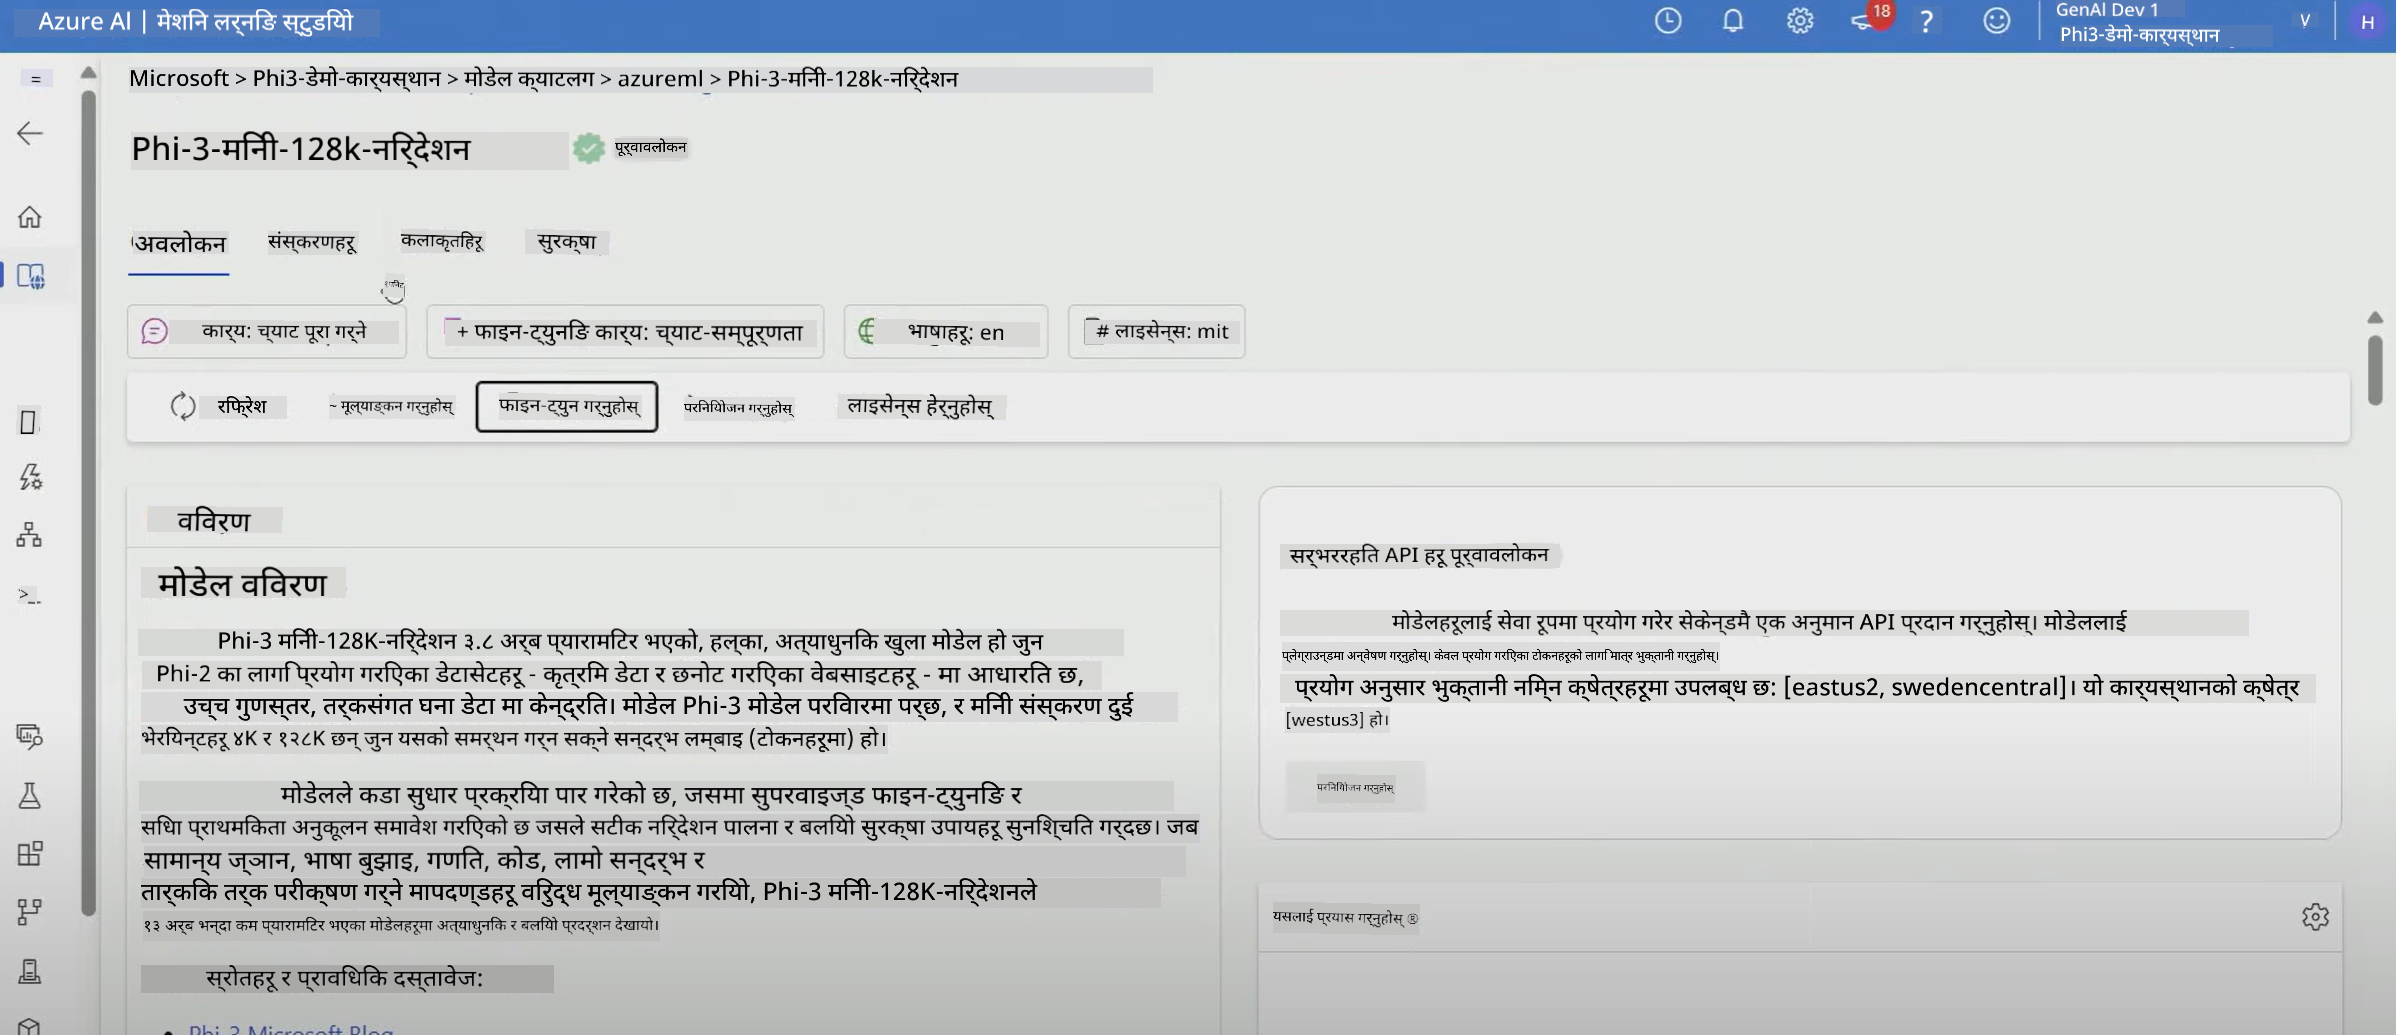 Azure AI | मेशिन लर्निङ स्टुडियो
18
?
GenAI Dev 1
Phi3-डेमो-कार्यस्थान
V
H
Microsoft > Phi3-डेमो-कार्यस्थान > मोडेल क्याटलग > azureml > Phi-3-मिनी-128k-निर्देशन
Phi-3-मिनी-128k-निर्देशन
पूर्वावलोकन
अवलोकन
संस्करणहरू
कलाकृतिहरू
सुरक्षा
कार्य: च्याट पूरा गर्ने
+ फाइन-ट्युनिङ कार्य: च्याट-सम्पूर्णता
भाषाहरू: en
# लाइसेन्स: mit
रिफ्रेश
~ मूल्याङ्कन गर्नुहोस्
फाइन-ट्युन गर्नुहोस्
परिनियोजन गर्नुहोस्
लाइसेन्स हेर्नुहोस्
विवरण
मोडेल विवरण
Phi-3 मिनी-128K-निर्देशन ३.८ अर्ब प्यारामिटर भएको, हल्का, अत्याधुनिक खुला मोडेल हो जुन
Phi-2 का लागि प्रयोग गरिएका डेटासेटहरू - कृत्रिम डेटा र छनोट गरिएका वेबसाइटहरू - मा आधारित छ,
उच्च गुणस्तर, तर्कसंगत घना डेटा मा केन्द्रित। मोडेल Phi-3 मोडेल परिवारमा पर्छ, र मिनी संस्करण दुई
भेरियन्टहरू ४K र १२८K छन् जुन यसको समर्थन गर्न सक्ने सन्दर्भ लम्बाइ (टोकनहरूमा) हो।
मोडेलले कडा सुधार प्रक्रिया पार गरेको छ, जसमा सुपरवाइज्ड फाइन-ट्युनिङ र
सिधा प्राथमिकता अनुकूलन समावेश गरिएको छ जसले सटीक निर्देशन पालना र बलियो सुरक्षा उपायहरू सुनिश्चित गर्दछ। जब
सामान्य ज्ञान, भाषा बुझाइ, गणित, कोड, लामो सन्दर्भ र
तार्किक तर्क परीक्षण गर्ने मापदण्डहरू विरुद्ध मूल्याङ्कन गरियो, Phi-3 मिनी-128K-निर्देशनले
१३ अर्ब भन्दा कम प्यारामिटर भएका मोडेलहरूमा अत्याधुनिक र बलियो प्रदर्शन देखायो।
स्रोतहरू र प्राविधिक दस्तावेज:
Phi-3 Microsoft Blog
सर्भररहित API हरू पूर्वावलोकन
मोडेलहरूलाई सेवा रूपमा प्रयोग गरेर सेकेन्डमै एक अनुमान API प्रदान गर्नुहोस्। मोडेललाई
प्लेग्राउन्डमा अन्वेषण गर्नुहोस्। केवल प्रयोग गरिएका टोकनहरूको लागि मात्र भुक्तानी गर्नुहोस्।
प्रयोग अनुसार भुक्तानी निम्न क्षेत्रहरूमा उपलब्ध छ: [eastus2, swedencentral]। यो कार्यस्थानको क्षेत्र
[westus3] हो।
परिनियोजन गर्नुहोस्
यसलाई प्रयास गर्नुहोस् ®